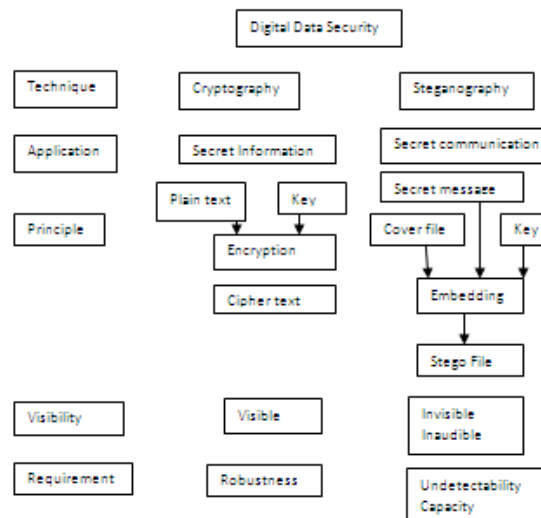 Digital Data Security
Technique
Cryptography
Steganography
Application
Secret Information
Secret communication
Secret message
Principle
Plain text
Key
Cover file
Key
Encryption
Embedding
Cipher text
Stego File
Visibility
Visible
Invisible
Inaudible
Requirement
Robustness
Undetectability
Capacity